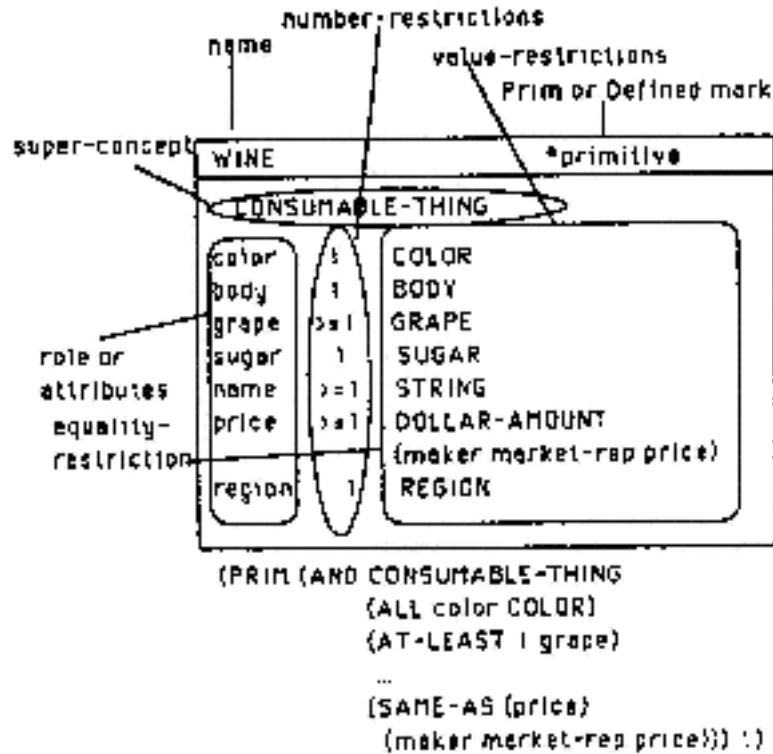 number-restrictions
name
value-restrictions
Prim or Defined mark
super-concept
WINE *primitive
CONSUMABLE-THING
color 1 COLOR
body 1 BODY
grape >=1 GRAPE
sugar 1 SUGAR
role or
attributes
name >=1 STRING
price >=1 DOLLAR-AMOUNT
equality-
restriction
(maker market-rep price)
region 1 REGION
(PRIM (AND CONSUMABLE-THING
(ALL color COLOR)
(AT-LEAST 1 grape)
...
(SAME-AS (price)
(maker market-rep price))) 1)